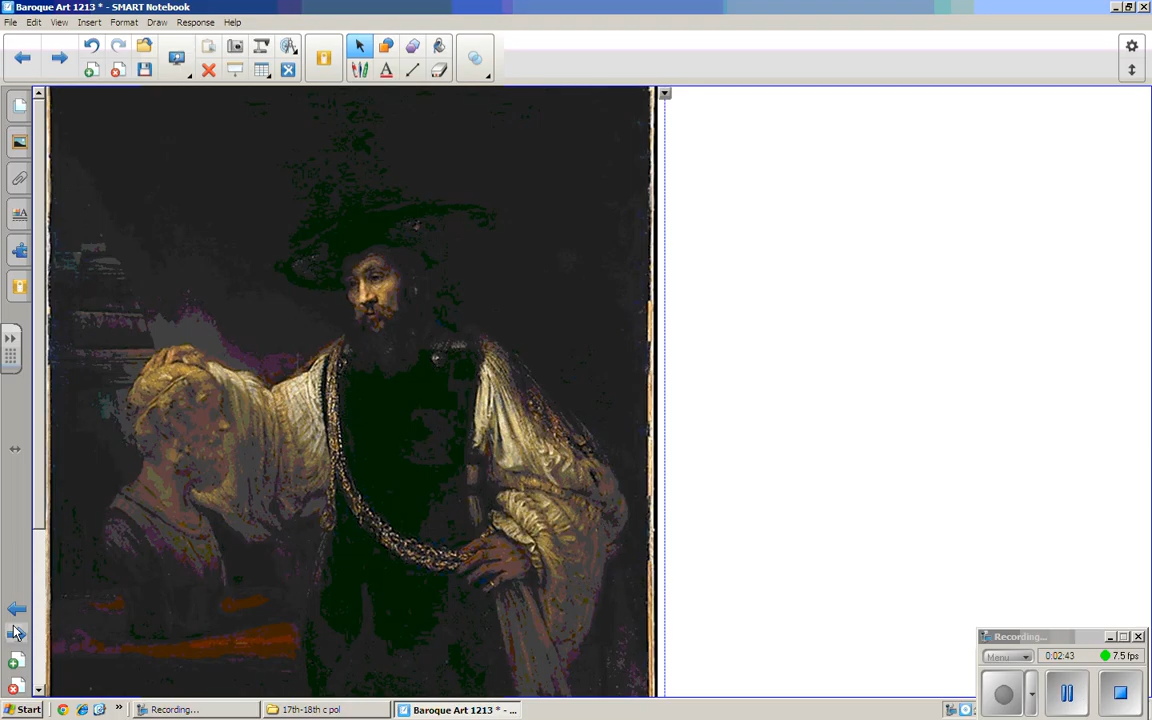 Baroque Art 1213 * - SMART Notebook
File Edit View Insert Format Draw Response Help
Recording...
Menu 0:02:43 7.5 fps
Start » Recording... 17th-18th c pol Baroque Art 1213 * - ...